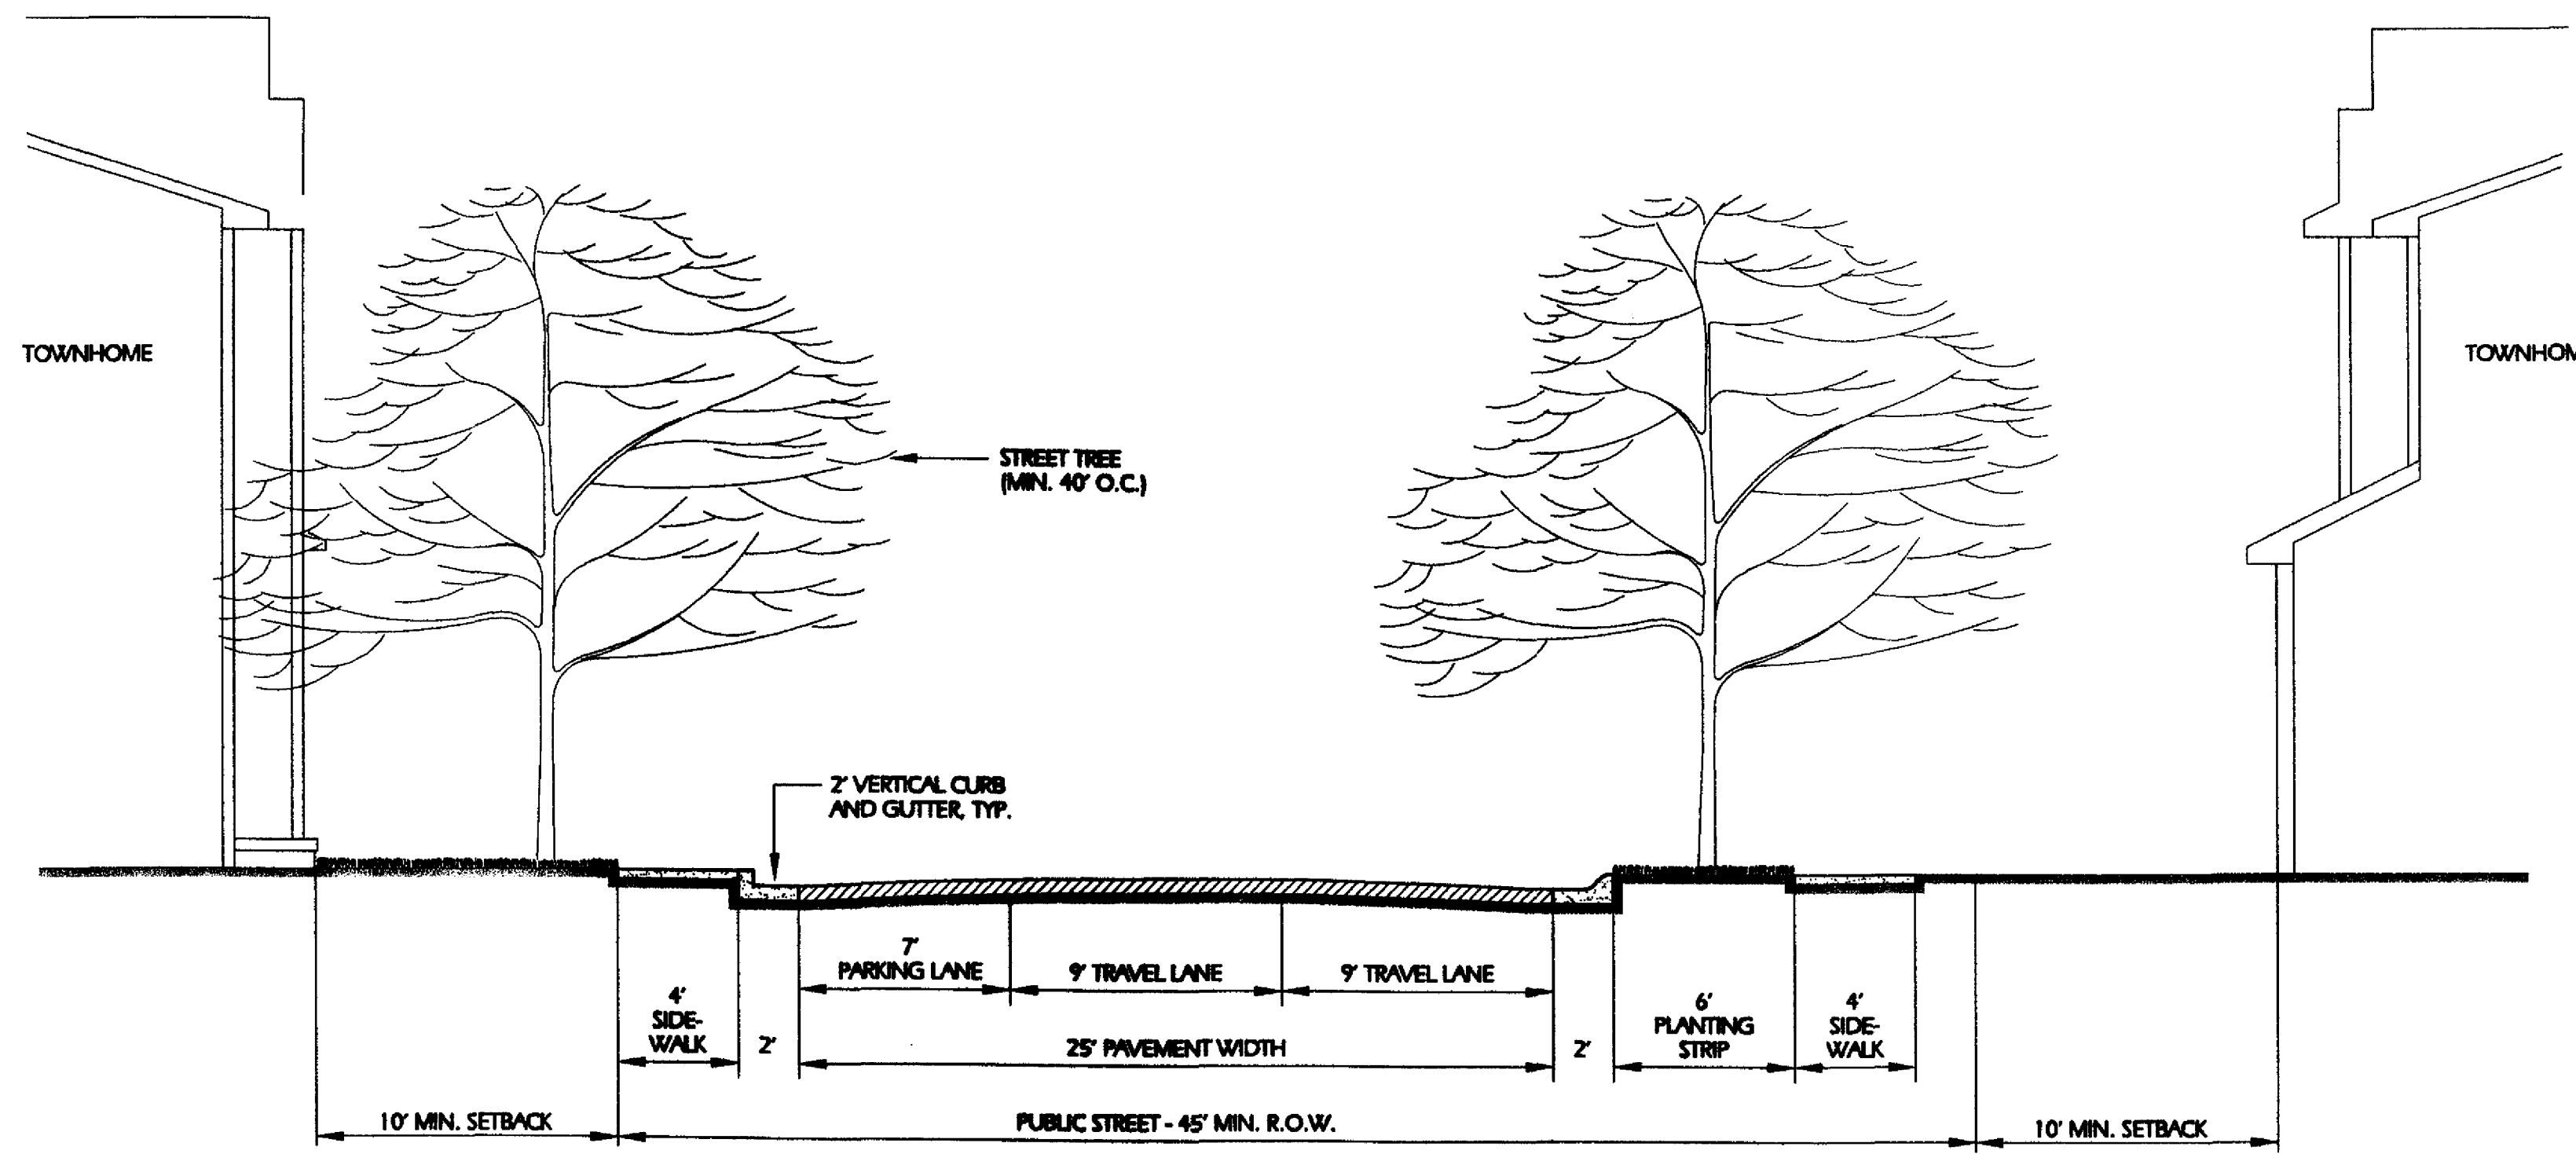 TOWNHOME
TOWNHOM
STREET TREE
(MIN. 40' O.C.)
2' VERTICAL CURB
AND GUTTER, TYP.
7'
PARKING LANE
9' TRAVEL LANE
9' TRAVEL LANE
4'
SIDE-
WALK
2'
25' PAVEMENT WIDTH
2'
6'
PLANTING
STRIP
4'
SIDE-
WALK
10' MIN. SETBACK
PUBLIC STREET - 45' MIN. R.O.W.
10' MIN. SETBACK